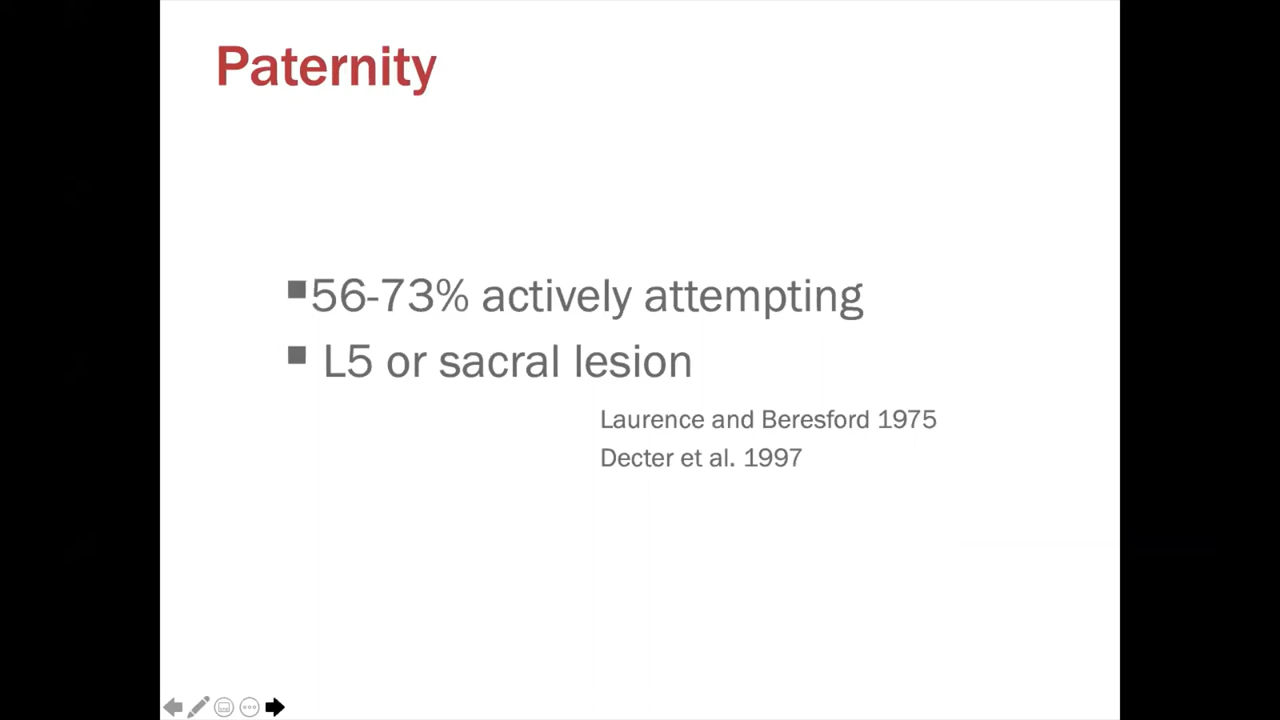 Paternity
■56-73% actively attempting
■ L5 or sacral lesion
Laurence and Beresford 1975
Decter et al. 1997